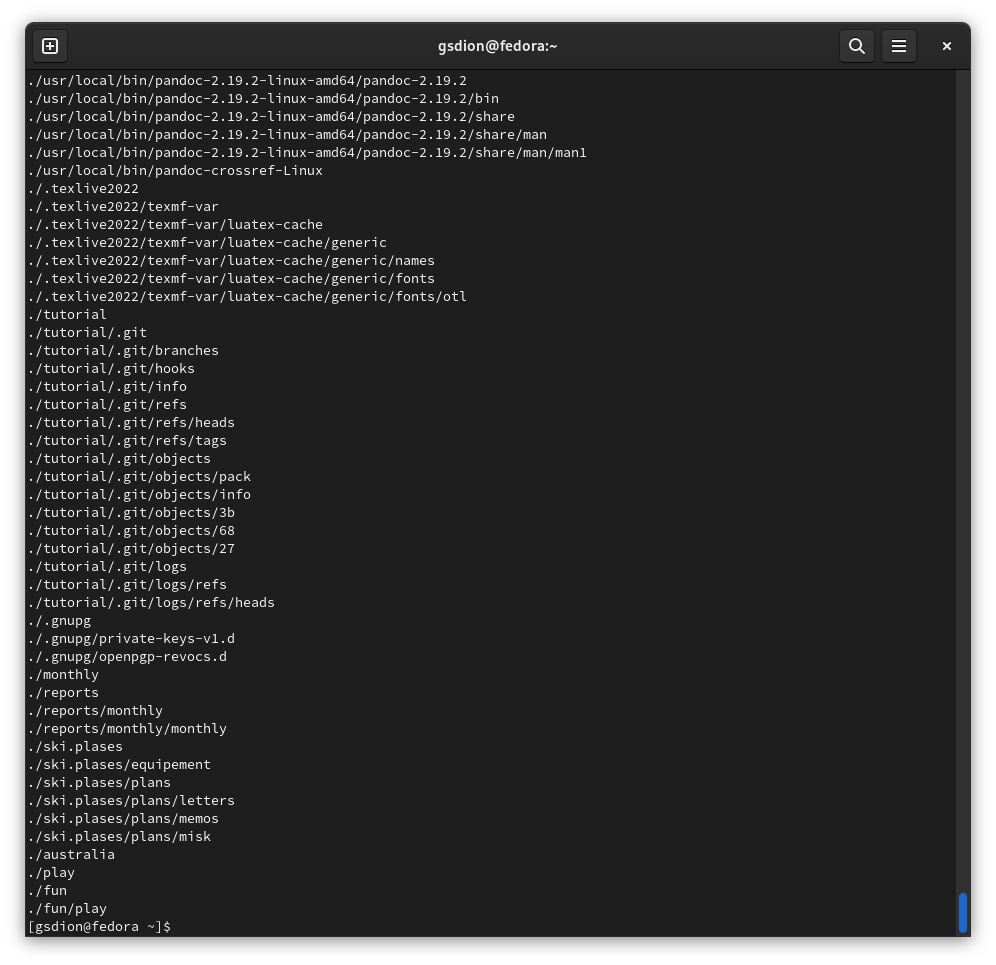 gsdion@fedora:~
./usr/local/bin/pandoc-2.19.2-linux-amd64/pandoc-2.19.2
./usr/local/bin/pandoc-2.19.2-linux-amd64/pandoc-2.19.2/bin
./usr/local/bin/pandoc-2.19.2-linux-amd64/pandoc-2.19.2/share
./usr/local/bin/pandoc-2.19.2-linux-amd64/pandoc-2.19.2/share/man
./usr/local/bin/pandoc-2.19.2-linux-amd64/pandoc-2.19.2/share/man/man1
./usr/local/bin/pandoc-crossref-Linux
./.texlive2022
./.texlive2022/texmf-var
./.texlive2022/texmf-var/luatex-cache
./.texlive2022/texmf-var/luatex-cache/generic
./.texlive2022/texmf-var/luatex-cache/generic/names
./.texlive2022/texmf-var/luatex-cache/generic/fonts
./.texlive2022/texmf-var/luatex-cache/generic/fonts/otl
./tutorial
./tutorial/.git
./tutorial/.git/branches
./tutorial/.git/hooks
./tutorial/.git/info
./tutorial/.git/refs
./tutorial/.git/refs/heads
./tutorial/.git/refs/tags
./tutorial/.git/objects
./tutorial/.git/objects/pack
./tutorial/.git/objects/info
./tutorial/.git/objects/3b
./tutorial/.git/objects/68
./tutorial/.git/objects/27
./tutorial/.git/logs
./tutorial/.git/logs/refs
./tutorial/.git/logs/refs/heads
./.gnupg
./.gnupg/private-keys-v1.d
./.gnupg/openpgp-revocs.d
./monthly
./reports
./reports/monthly
./reports/monthly/monthly
./ski.plases
./ski.plases/equipement
./ski.plases/plans
./ski.plases/plans/letters
./ski.plases/plans/memos
./ski.plases/plans/misk
./australia
./play
./fun
./fun/play
[gsdion@fedora ~]$